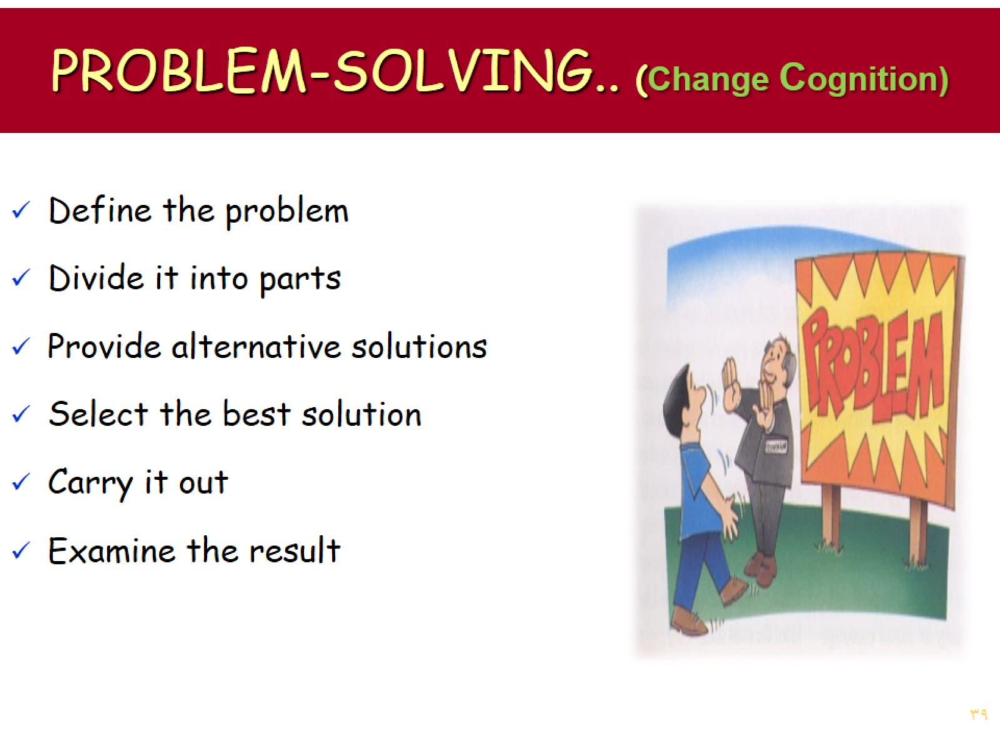 PROBLEM-SOLVING.. (Change Cognition)
Define the problem
Divide it into parts
Provide alternative solutions
Select the best solution
Carry it out
Examine the result
PROBLEM
٣٩